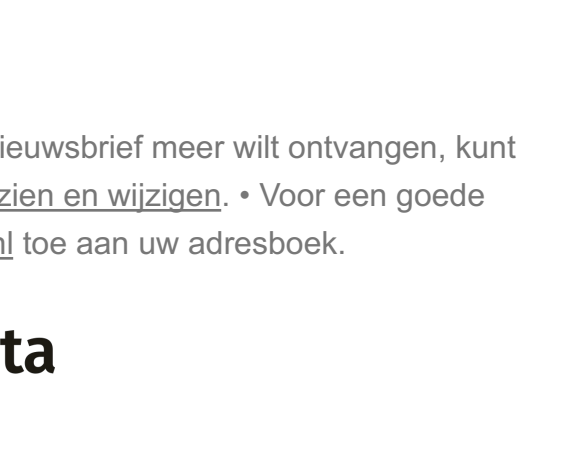 ieuwsbrief meer wilt ontvangen, kunt
zien en wijzigen. • Voor een goede
nl toe aan uw adresboek.
ta